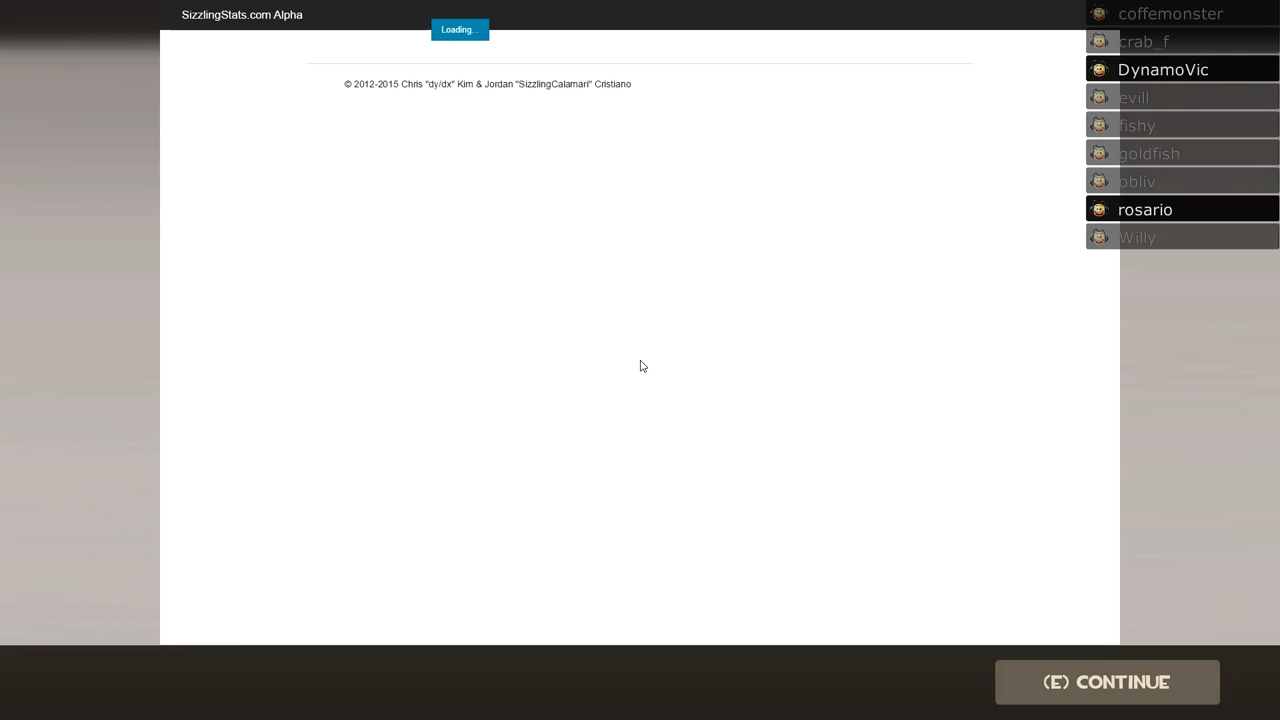 SizzlingStats.com Alpha
Loading...
© 2012-2015 Chris "dy/dx" Kim & Jordan "SizzlingCalamari" Cristiano
coffemonster
crab_f
DynamoVic
evill
fishy
goldfish
obliv
rosario
Willy
(E) CONTINUE